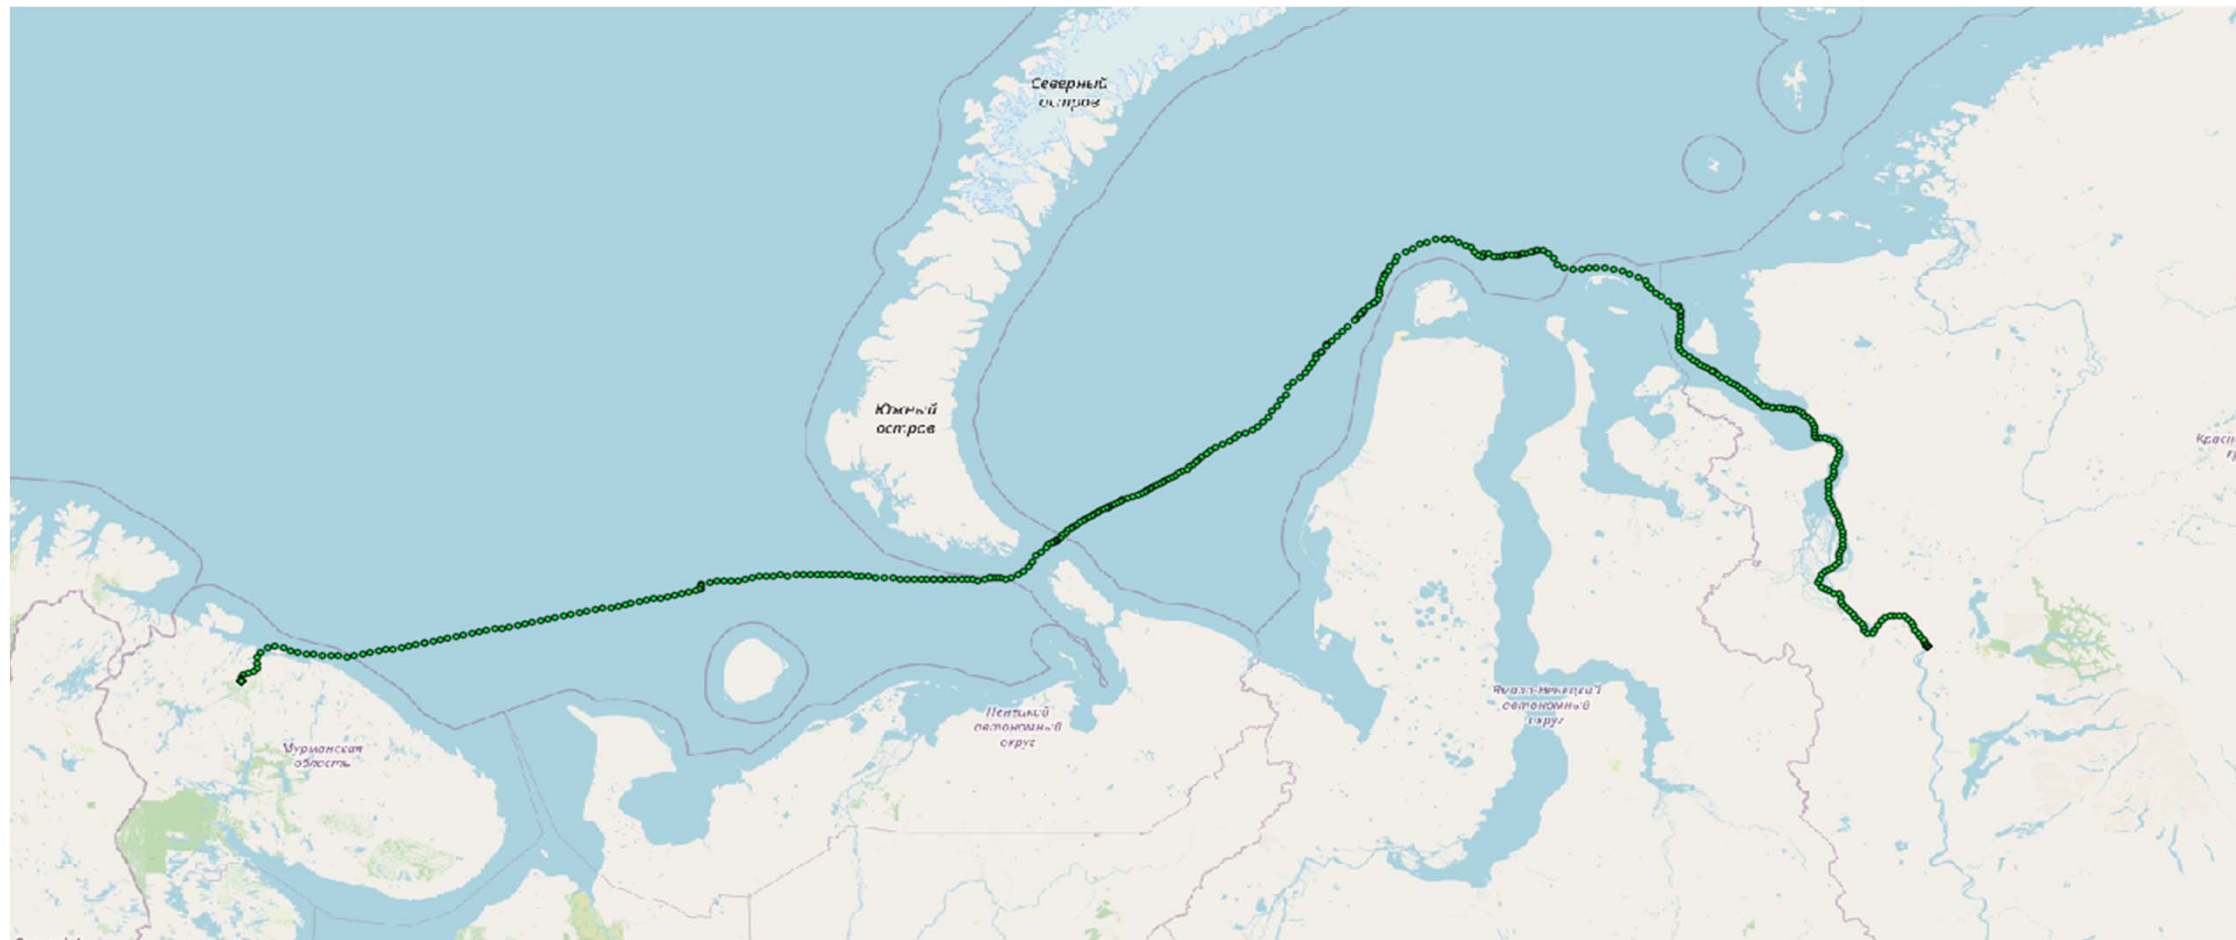 Северный
остров
Южный
остров
Мурманская
область
Ненецкий
автономный
округ
Ямало-Ненецкий
автономный
округ